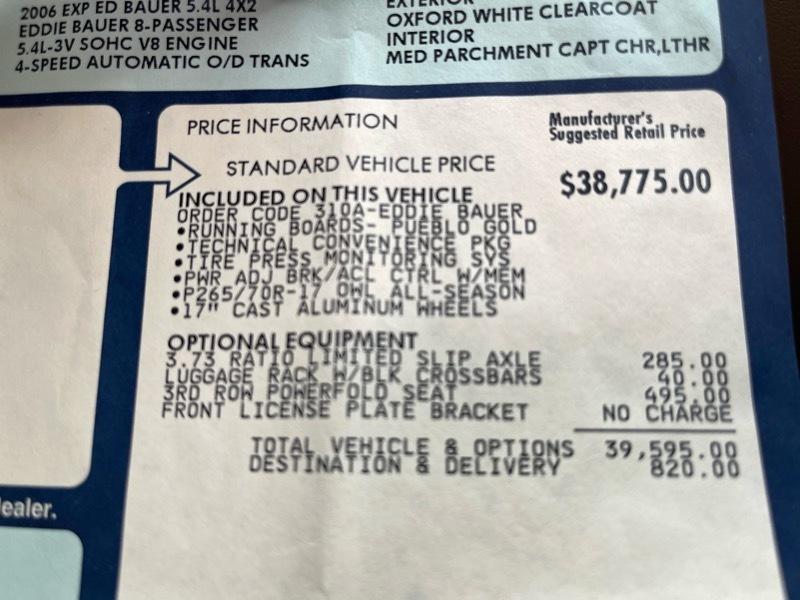 2006 EXP ED BAUER 5.4L 4X2
EDDIE BAUER 8-PASSENGER
5.4L-3V SOHC V8 ENGINE
4-SPEED AUTOMATIC O/D TRANS
EXTERIOR
OXFORD WHITE CLEARCOAT
INTERIOR
MED PARCHMENT CAPT CHR,LTHR
PRICE INFORMATION
Manufacturer's
Suggested Retail Price
STANDARD VEHICLE PRICE $38,775.00
INCLUDED ON THIS VEHICLE
ORDER CODE 310A-EDDIE BAUER
•RUNNING BOARDS- PUEBLO GOLD
•TECHNICAL CONVENIENCE PKG
•TIRE PRESS MONITORING SYS
•PWR ADJ BRK/ACL CTRL W/MEM
•P265/70R-17 OWL ALL-SEASON
•17" CAST ALUMINUM WHEELS
OPTIONAL EQUIPMENT
3.73 RATIO LIMITED SLIP AXLE 285.00
LUGGAGE RACK W/BLK CROSSBARS 40.00
3RD ROW POWERFOLD SEAT 495.00
FRONT LICENSE PLATE BRACKET NO CHARGE
TOTAL VEHICLE & OPTIONS 39,595.00
DESTINATION & DELIVERY 820.00
ealer.